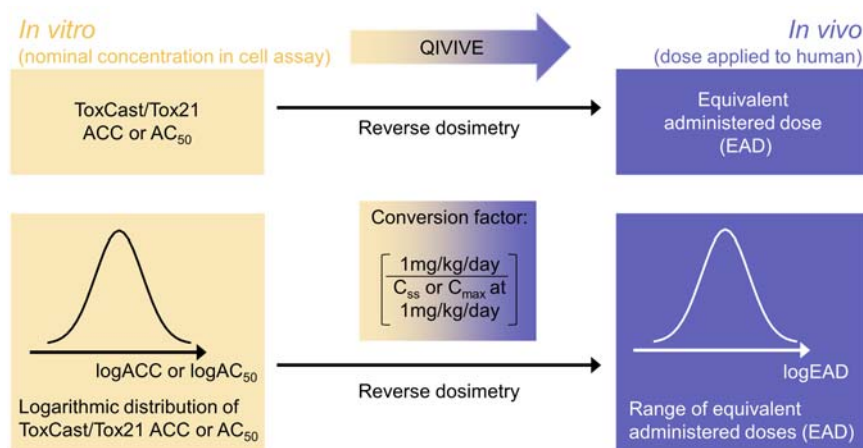 In vitro
(nominal concentration in cell assay)
QIVIVE
In vivo
(dose applied to human)
ToxCast/Tox21
ACC or AC₅₀
Reverse dosimetry
Equivalent
administered dose
(EAD)
Conversion factor:
1mg/kg/day
C_ss or C_max at
1mg/kg/day
logACC or logAC₅₀
Logarithmic distribution of
ToxCast/Tox21 ACC or AC₅₀
Reverse dosimetry
logEAD
Range of equivalent
administered doses (EAD)